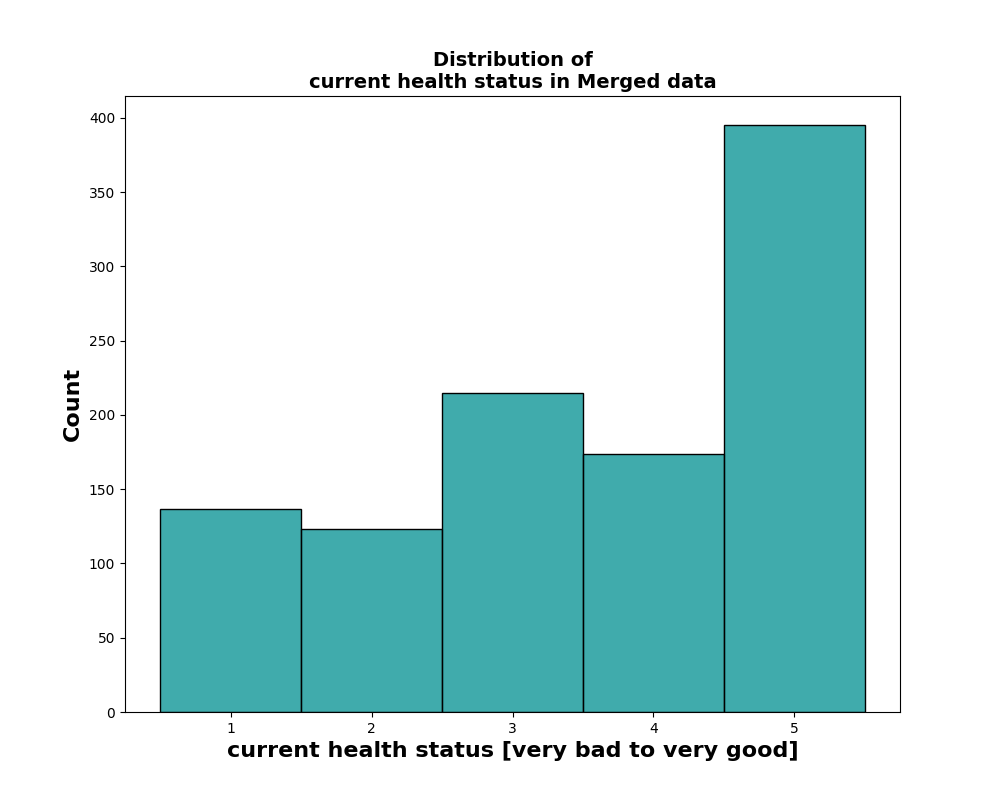 Distribution of
current health status in Merged data
400
350
300
250
200
150
100
50
0
Count
1 2 3 4 5
current health status [very bad to very good]